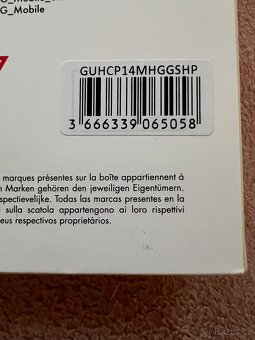 G_Mobile
GUHCP14MHGGSHP
3 666339 065058
marques présentes sur la boîte appartiennent à
n Marken gehören den jeweiligen Eigentümern.
spectievelijke. Todas las marcas presentes en la
i sulla scatola appartengono ai loro rispettivi
eus respectivos proprietários.